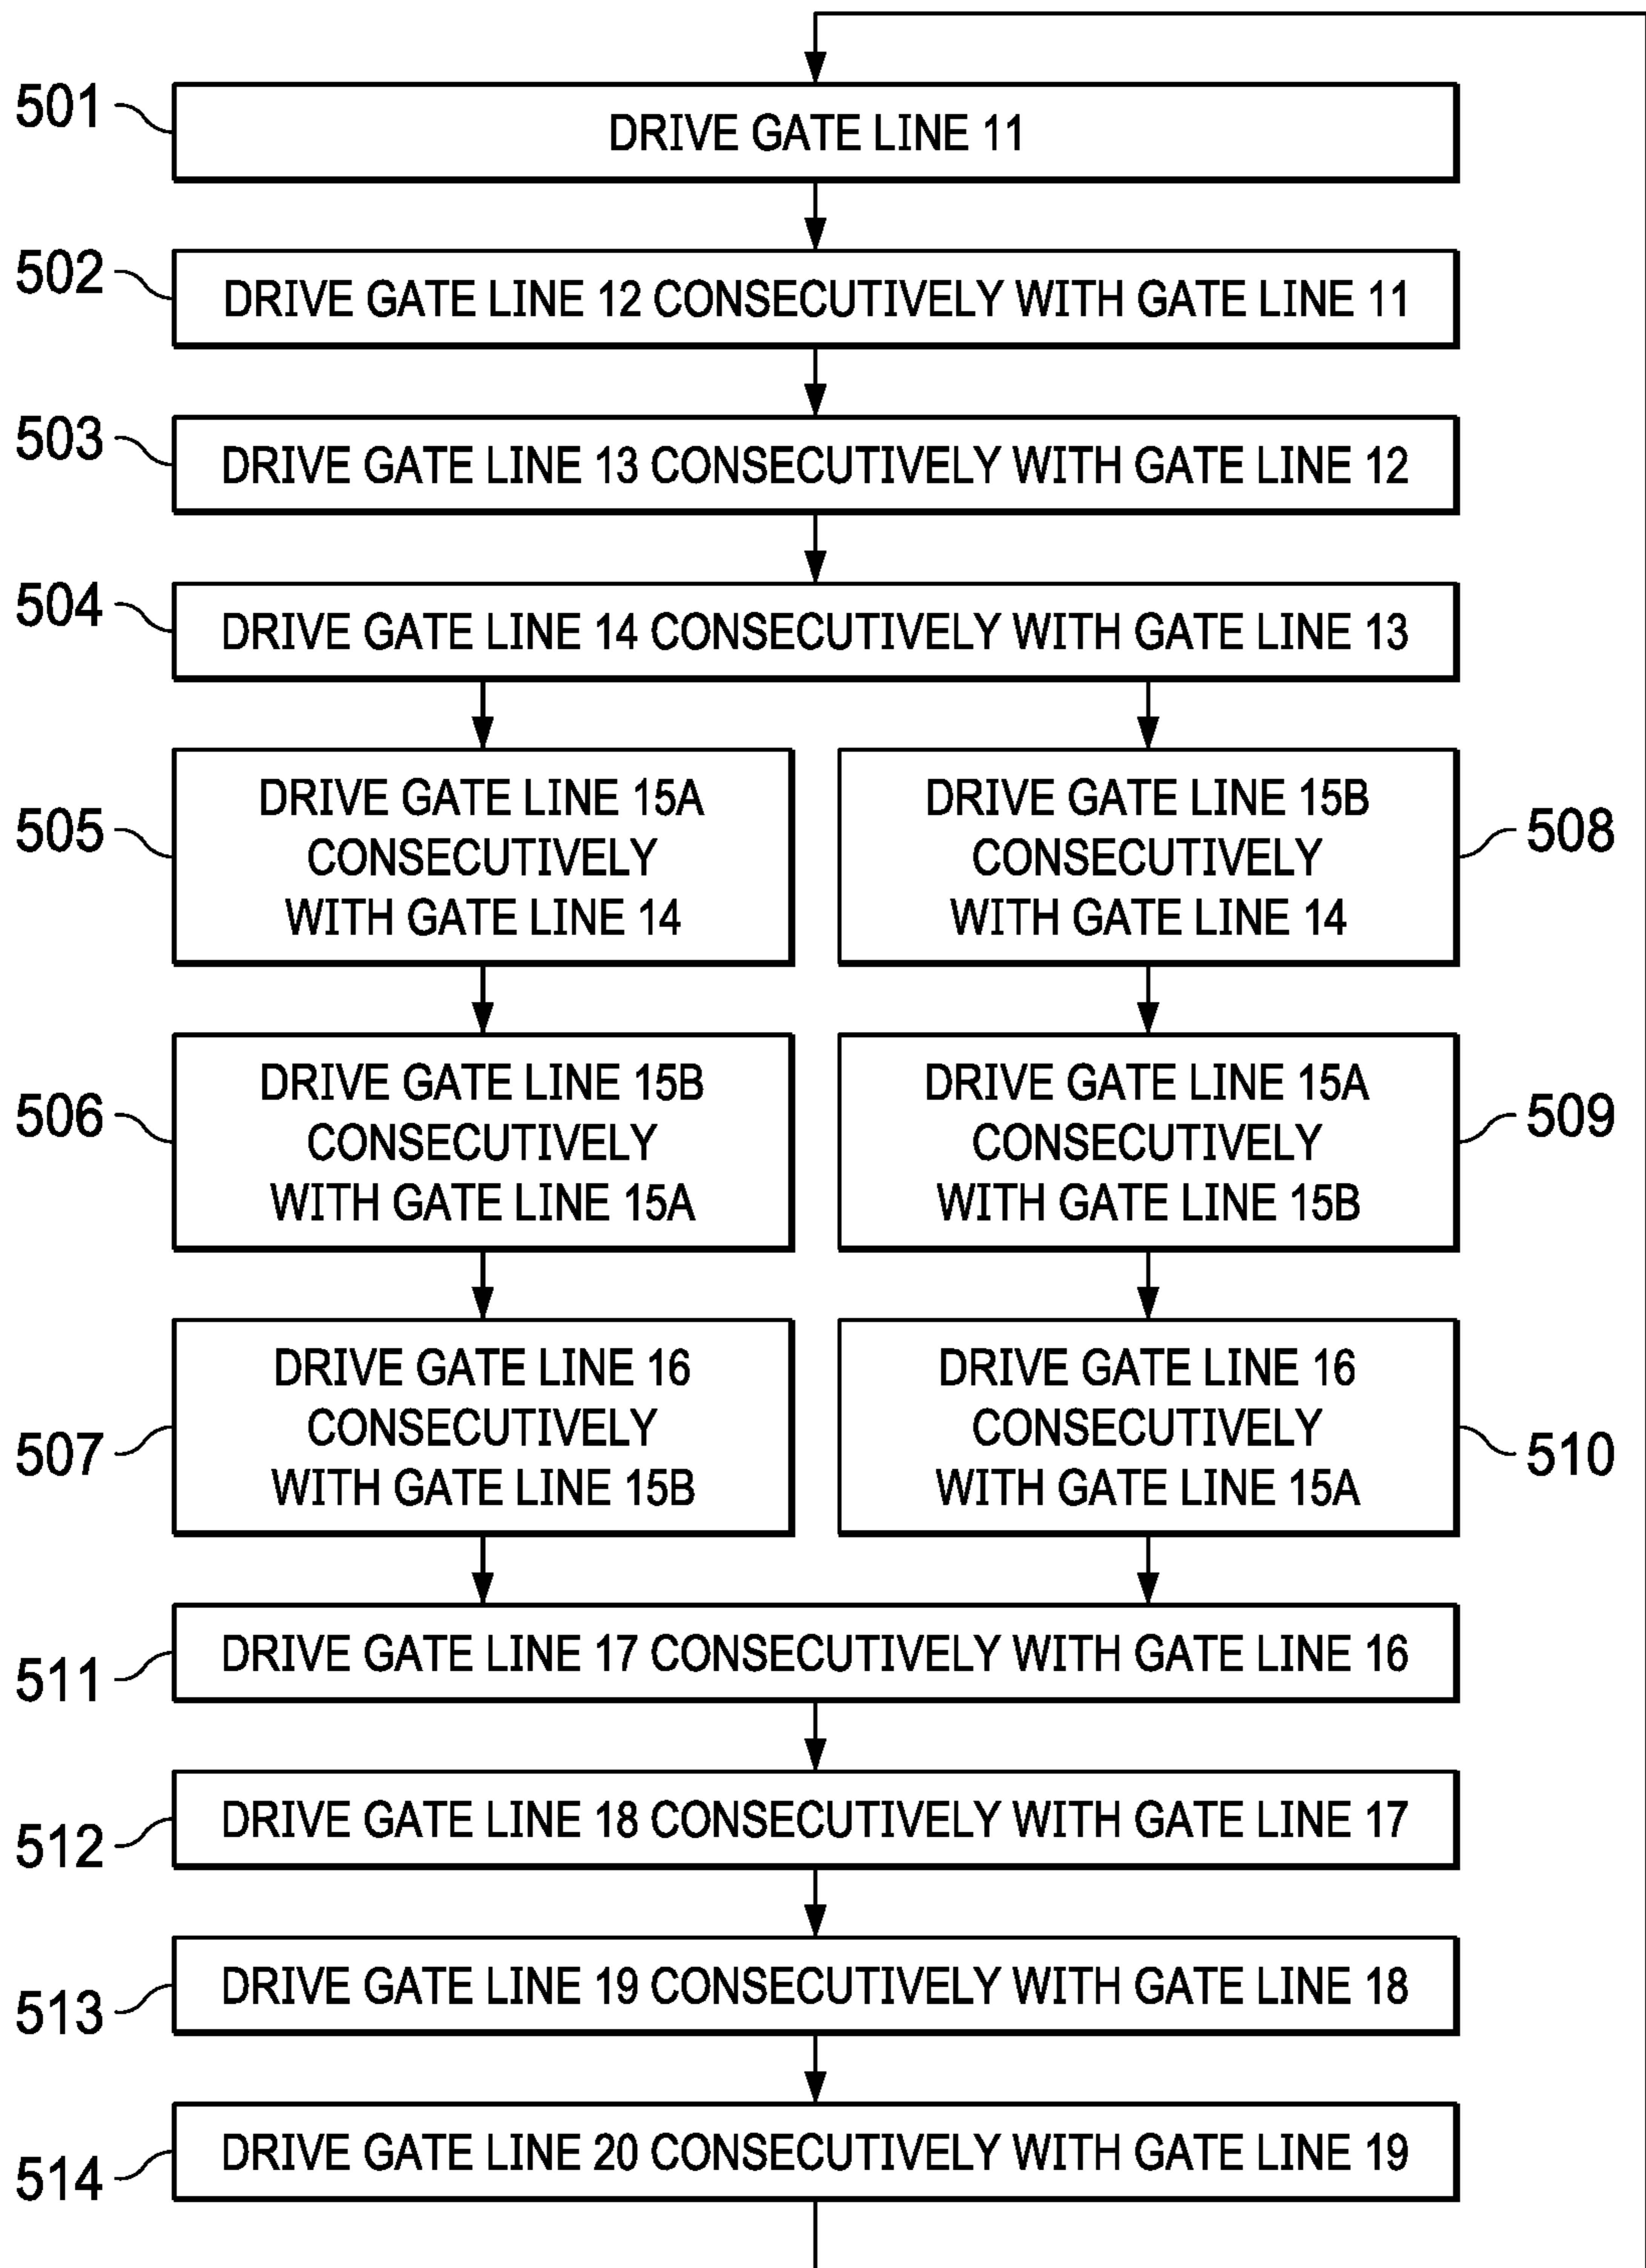 501
DRIVE GATE LINE 11
502
DRIVE GATE LINE 12 CONSECUTIVELY WITH GATE LINE 11
503
DRIVE GATE LINE 13 CONSECUTIVELY WITH GATE LINE 12
504
DRIVE GATE LINE 14 CONSECUTIVELY WITH GATE LINE 13
505
DRIVE GATE LINE 15A
CONSECUTIVELY
WITH GATE LINE 14
DRIVE GATE LINE 15B
CONSECUTIVELY
WITH GATE LINE 14
508
506
DRIVE GATE LINE 15B
CONSECUTIVELY
WITH GATE LINE 15A
DRIVE GATE LINE 15A
CONSECUTIVELY
WITH GATE LINE 15B
509
507
DRIVE GATE LINE 16
CONSECUTIVELY
WITH GATE LINE 15B
DRIVE GATE LINE 16
CONSECUTIVELY
WITH GATE LINE 15A
510
511
DRIVE GATE LINE 17 CONSECUTIVELY WITH GATE LINE 16
512
DRIVE GATE LINE 18 CONSECUTIVELY WITH GATE LINE 17
513
DRIVE GATE LINE 19 CONSECUTIVELY WITH GATE LINE 18
514
DRIVE GATE LINE 20 CONSECUTIVELY WITH GATE LINE 19